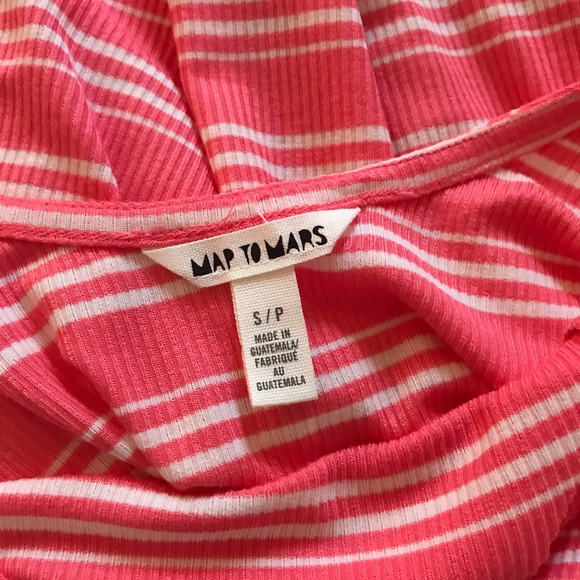 MAP TO MARS
S/P
MADE IN
GUATEMALA/
FABRIQUÉ
AU
GUATEMALA